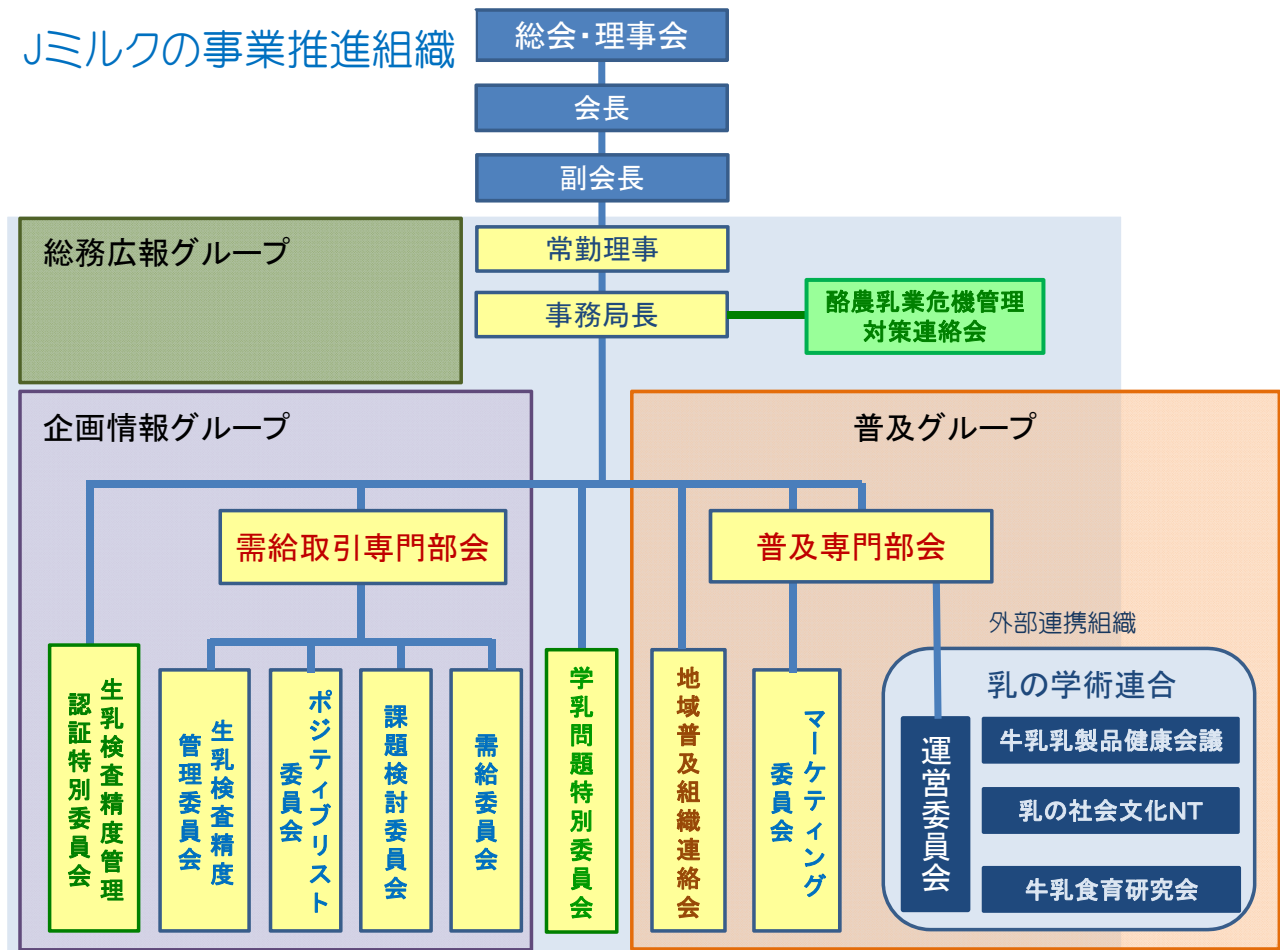 Jミルクの事業推進組織
総会・理事会
会長
副会長
総務広報グループ
常勤理事
事務局長
酪農乳業危機管理
対策連絡会
企画情報グループ
普及グループ
需給取引専門部会
普及専門部会
外部連携組織
生乳検査精度管理
認証特別委員会
生乳検査精度
管理委員会
ポジティブリスト
委員会
課題検討委員会
需給委員会
学乳問題特別委員会
地域普及組織連絡会
マーケティング
委員会
乳の学術連合
運営委員会
牛乳乳製品健康会議
乳の社会文化NT
牛乳食育研究会